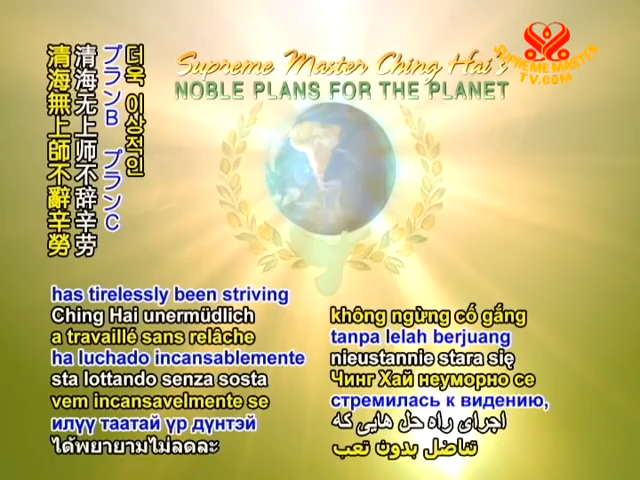 Supreme Master Ching Hai's
NOBLE PLANS FOR THE PLANET
SUPREME MASTER
TV.COM
더욱 이상적인
プランB プランC
清海无上师不辞辛劳
清海無上師不辭辛勞
has tirelessly been striving
Ching Hai unermüdlich
a travaillé sans relâche
ha luchado incansablemente
sta lottando senza sosta
vem incansavelmente se
илүү таатай үр дүнтэй
ได้พยายามไม่ลดละ
không ngừng cố gắng
tanpa lelah berjuang
nieustannie stara się
Чинг Хай неуморно се
стремилась к видению,
اجرای راه حل هایی که
تناضل بدون تعب